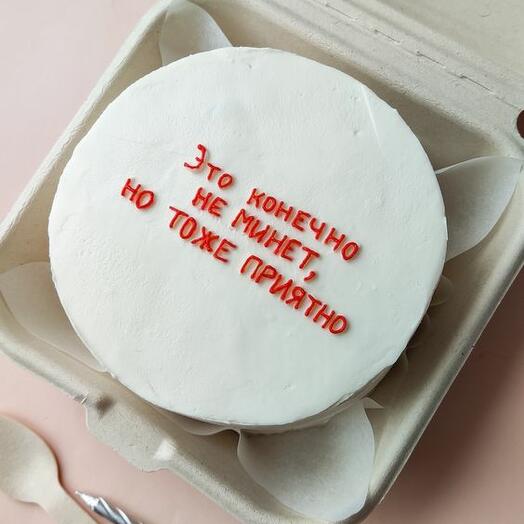 Это конечно
не минет,
но тоже приятно